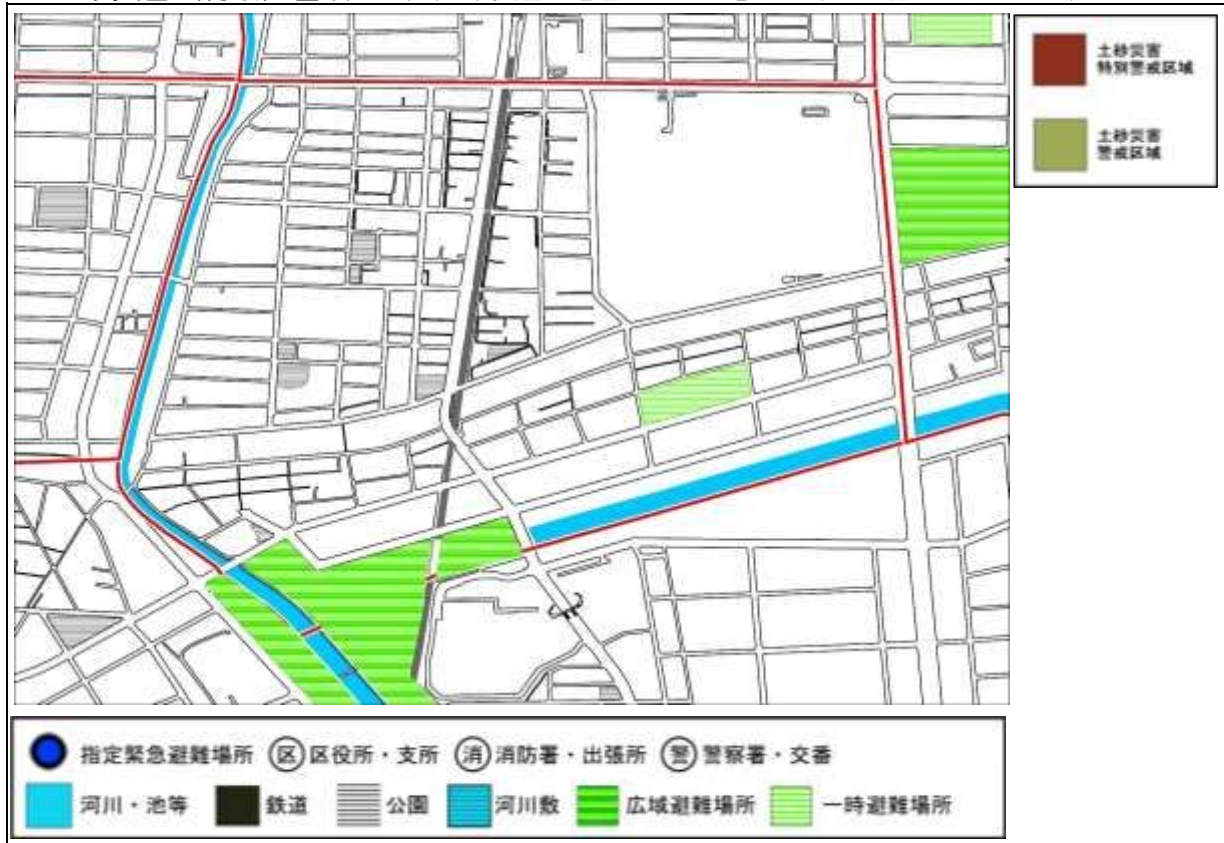 土砂災害
特別警戒区域
土砂災害
警戒区域
指定緊急避難場所 区 区役所・支所 消 消防署・出張所 警 警察署・交番
河川・池等 鉄道 公園 河川敷 広域避難場所 一時避難場所